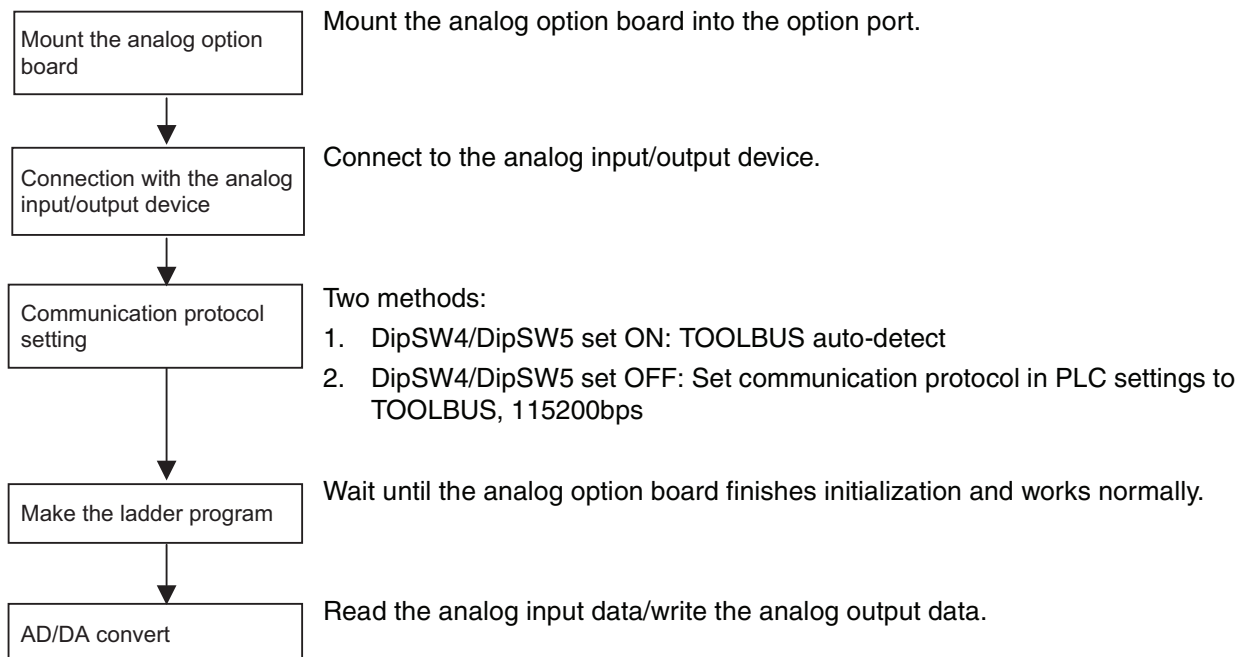 Mount the analog option
board
Mount the analog option board into the option port.
Connection with the analog
input/output device
Connect to the analog input/output device.
Communication protocol
setting
Two methods:
1. DipSW4/DipSW5 set ON: TOOLBUS auto-detect
2. DipSW4/DipSW5 set OFF: Set communication protocol in PLC settings to
TOOLBUS, 115200bps
Make the ladder program
Wait until the analog option board finishes initialization and works normally.
AD/DA convert
Read the analog input data/write the analog output data.